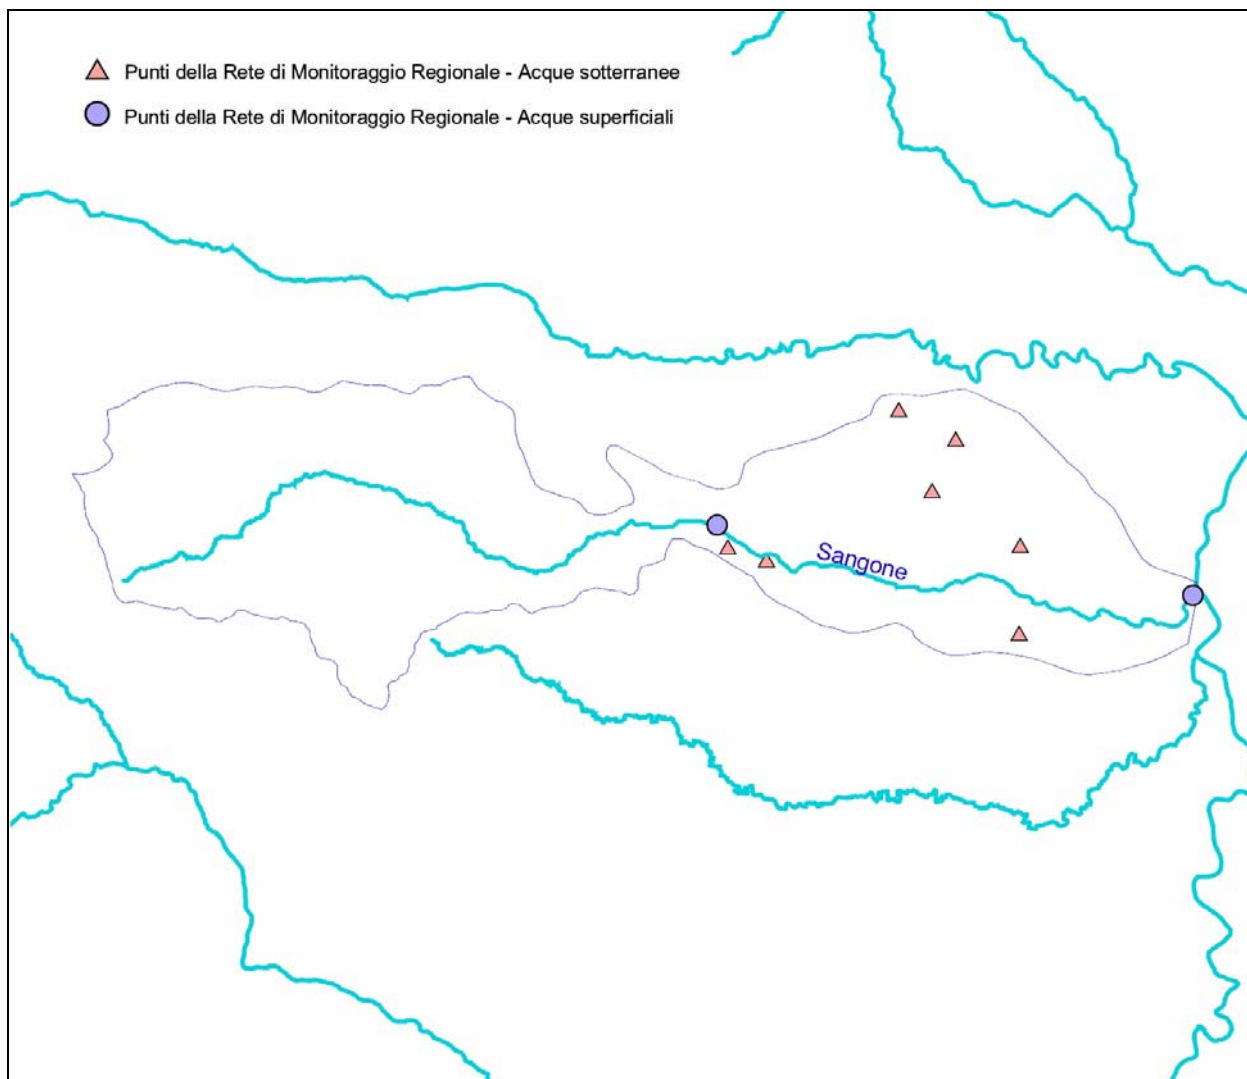 Punti della Rete di Monitoraggio Regionale - Acque sotterranee
Punti della Rete di Monitoraggio Regionale - Acque superficiali
Sangone